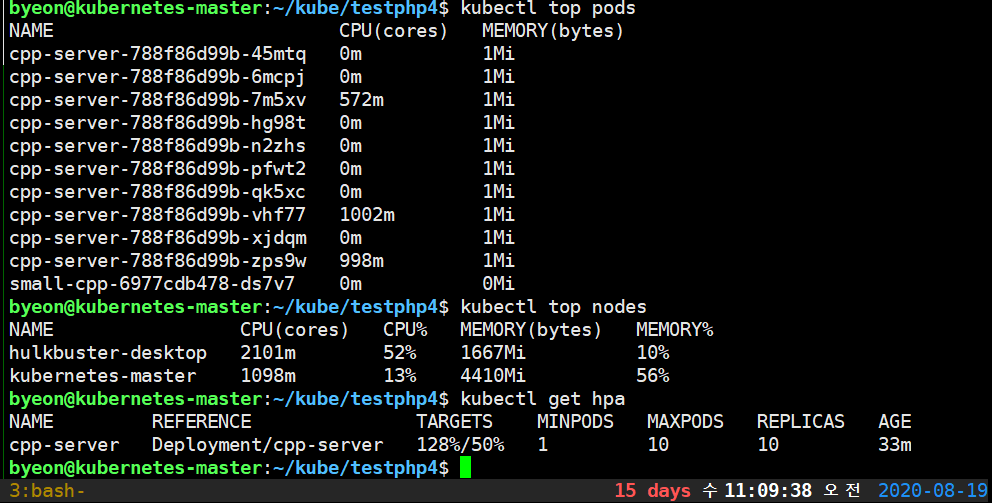 byeon@kubernetes-master:~/kube/testphp4$ kubectl top pods
NAME CPU(cores) MEMORY(bytes)
cpp-server-788f86d99b-45mtq 0m 1Mi
cpp-server-788f86d99b-6mcpj 0m 1Mi
cpp-server-788f86d99b-7m5xv 572m 1Mi
cpp-server-788f86d99b-hg98t 0m 1Mi
cpp-server-788f86d99b-n2zhs 0m 1Mi
cpp-server-788f86d99b-pfwt2 0m 1Mi
cpp-server-788f86d99b-qk5xc 0m 1Mi
cpp-server-788f86d99b-vhf77 1002m 1Mi
cpp-server-788f86d99b-xjdqm 0m 1Mi
cpp-server-788f86d99b-zps9w 998m 1Mi
small-cpp-6977cdb478-ds7v7 0m 0Mi
byeon@kubernetes-master:~/kube/testphp4$ kubectl top nodes
NAME CPU(cores) CPU% MEMORY(bytes) MEMORY%
hulkbuster-desktop 2101m 52% 1667Mi 10%
kubernetes-master 1098m 13% 4410Mi 56%
byeon@kubernetes-master:~/kube/testphp4$ kubectl get hpa
NAME REFERENCE TARGETS MINPODS MAXPODS REPLICAS AGE
cpp-server Deployment/cpp-server 128%/50% 1 10 10 33m
byeon@kubernetes-master:~/kube/testphp4$
3:bash- 15 days 수 11:09:38 오전 2020-08-19